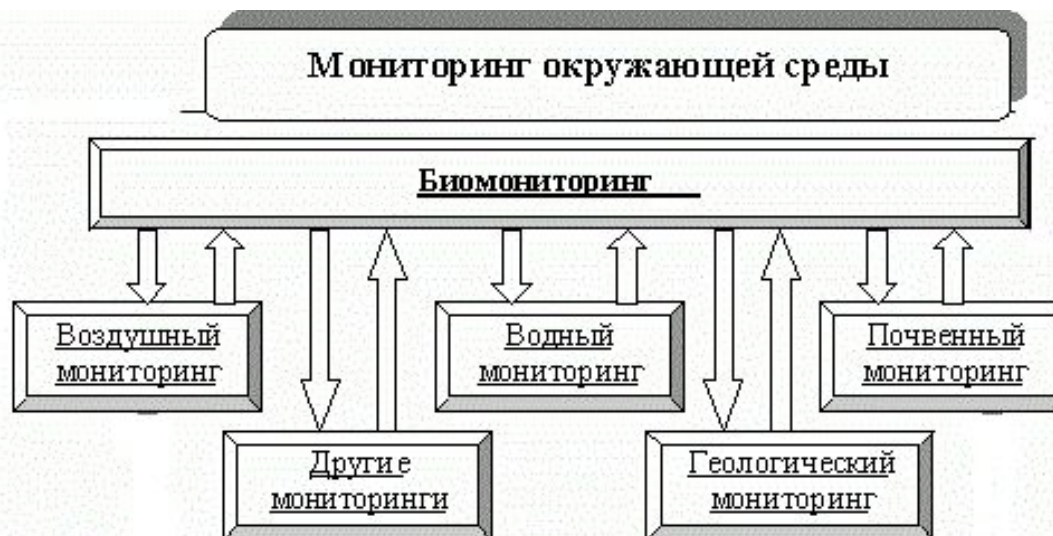 Мониторинг окружающей среды
Биомониторинг
Воздушный
мониторинг
Водный
мониторинг
Почвенный
мониторинг
Другие
мониторинги
Геологический
мониторинг